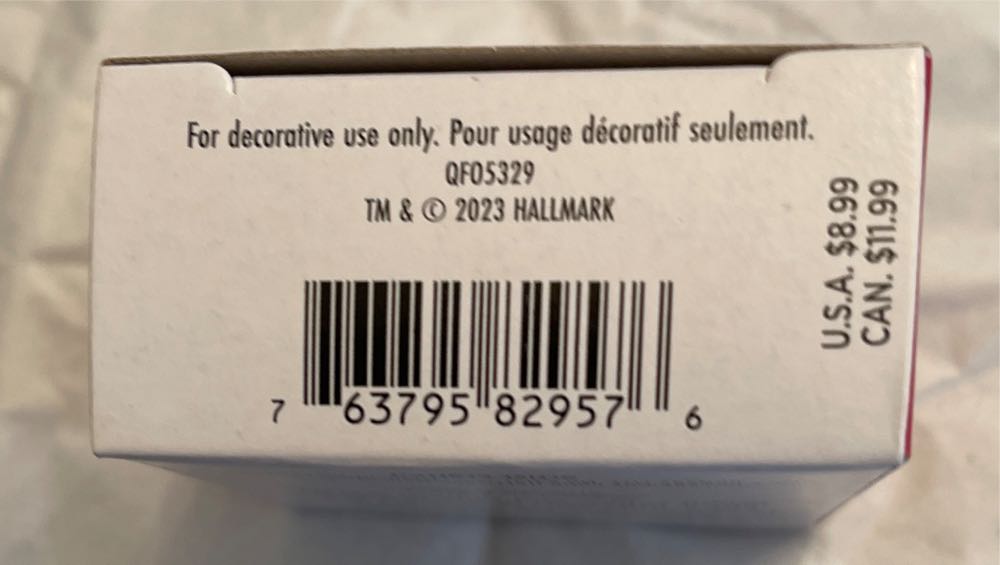 For decorative use only. Pour usage décoratif seulement.
QFO5329
TM & © 2023 HALLMARK
U.S.A. $8.99
CAN. $11.99
7 63795 82957 6